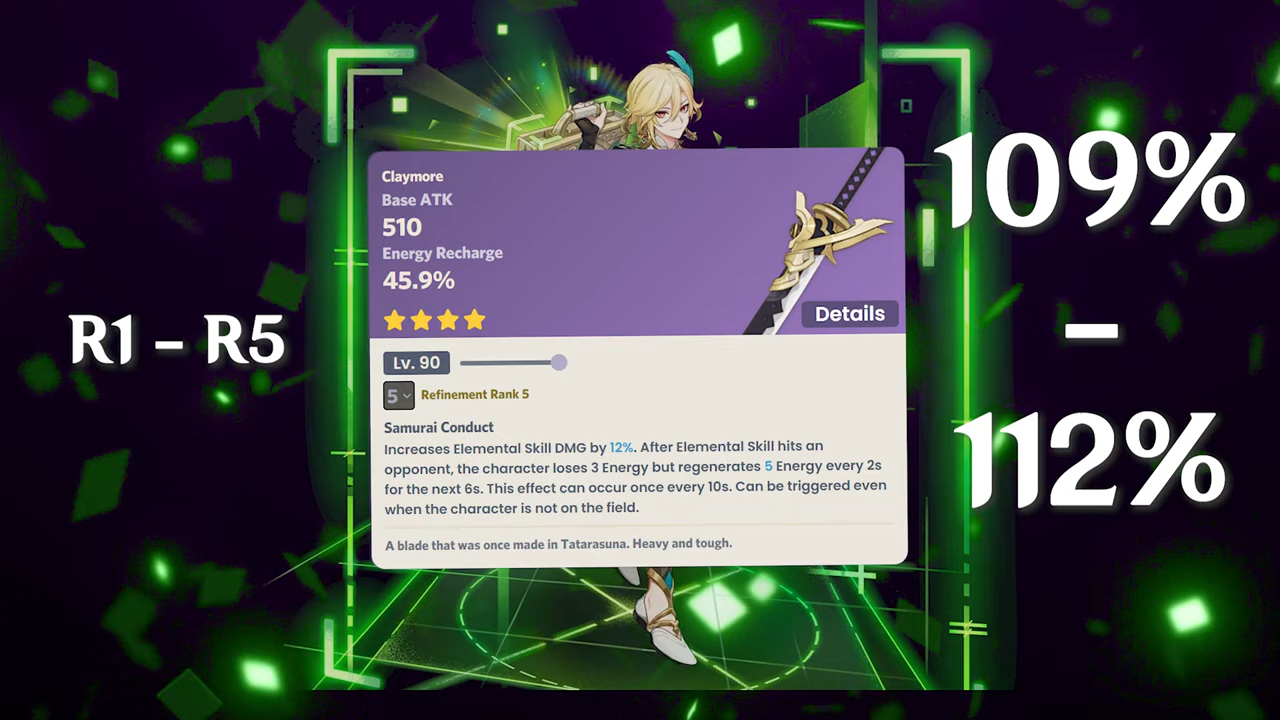 R1 – R5
Claymore
Base ATK
510
Energy Recharge
45.9%
Details
Lv. 90
5
Refinement Rank 5
Samurai Conduct
Increases Elemental Skill DMG by 12%. After Elemental Skill hits an
opponent, the character loses 3 Energy but regenerates 5 Energy every 2s
for the next 6s. This effect can occur once every 10s. Can be triggered even
when the character is not on the field.
A blade that was once made in Tatarasuna. Heavy and tough.
109%
–
112%